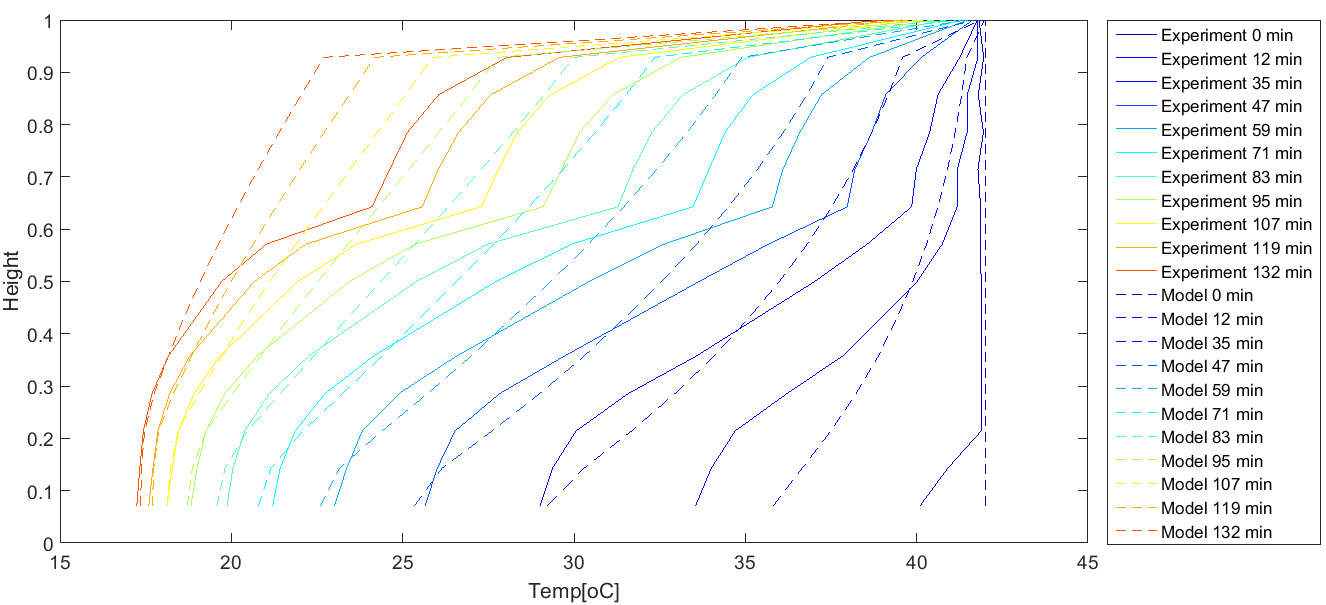 1
0.9
0.8
0.7
0.6
0.5
0.4
0.3
0.2
0.1
0
Height
15 20 25 30 35 40 45
Temp[oC]
Experiment 0 min
Experiment 12 min
Experiment 35 min
Experiment 47 min
Experiment 59 min
Experiment 71 min
Experiment 83 min
Experiment 95 min
Experiment 107 min
Experiment 119 min
Experiment 132 min
Model 0 min
Model 12 min
Model 35 min
Model 47 min
Model 59 min
Model 71 min
Model 83 min
Model 95 min
Model 107 min
Model 119 min
Model 132 min